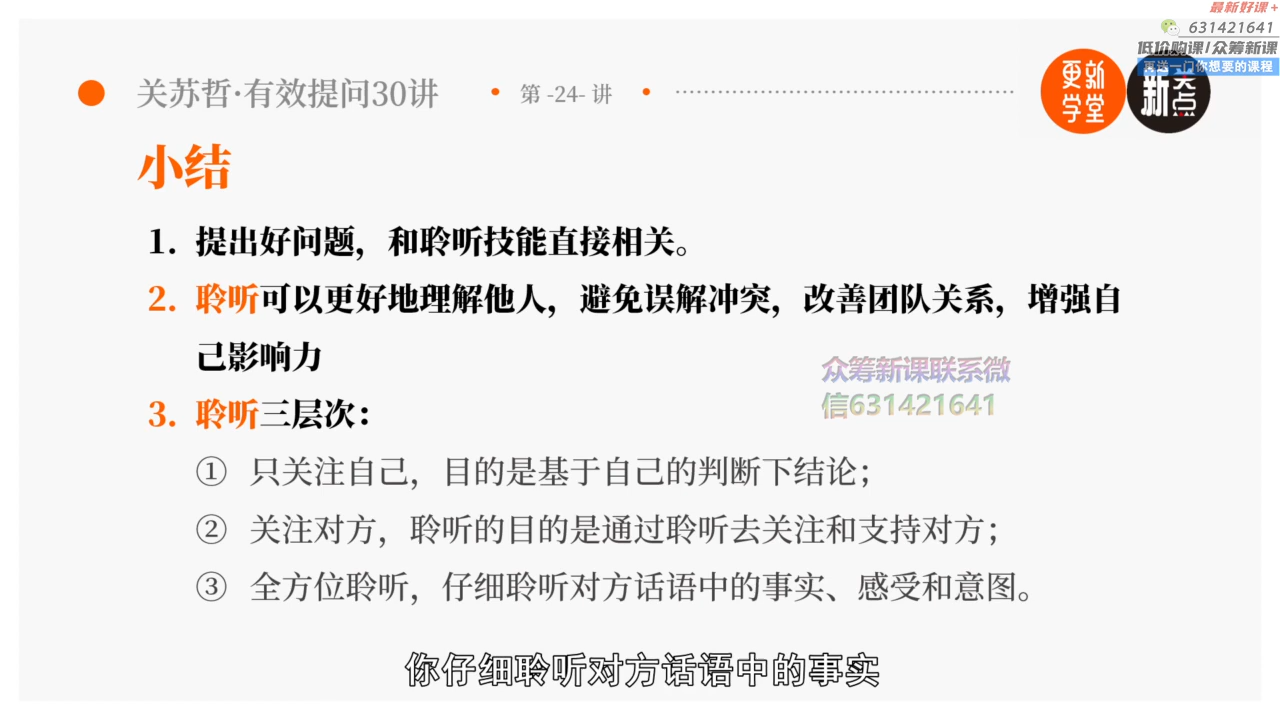 最新好课+
631421641
低价购课/众筹新课
再送一门你想要的课程
关苏哲·有效提问30讲 • 第 -24- 讲 •
更新学堂
新关点
小结
1. 提出好问题，和聆听技能直接相关。
2. 聆听可以更好地理解他人，避免误解冲突，改善团队关系，增强自
己影响力
众筹新课联系微
信631421641
3. 聆听三层次：
① 只关注自己，目的是基于自己的判断下结论；
② 关注对方，聆听的目的是通过聆听去关注和支持对方；
③ 全方位聆听，仔细聆听对方话语中的事实、感受和意图。
你仔细聆听对方话语中的事实